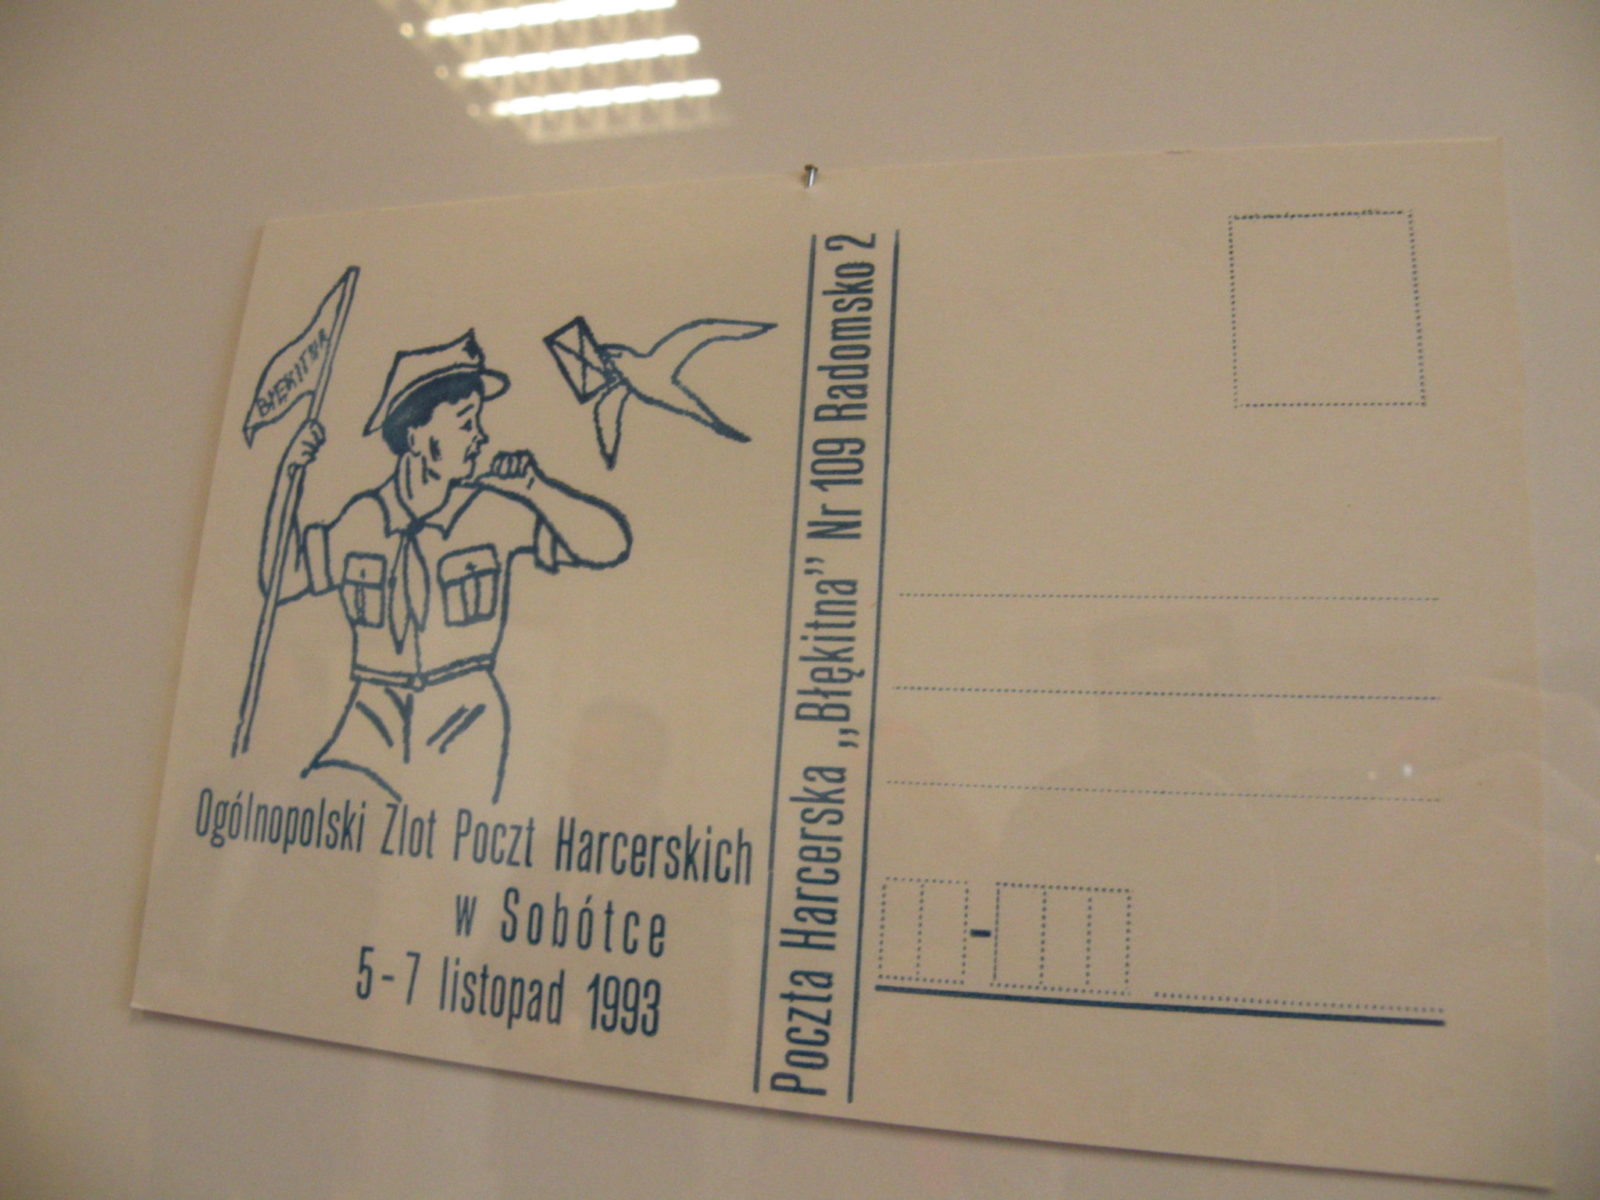 BŁĘKITNA
Ogólnopolski Zlot Poczt Harcerskich
w Sobótce
5-7 listopad 1993
Poczta Harcerska „Błękitna” Nr 109 Radomsko 2